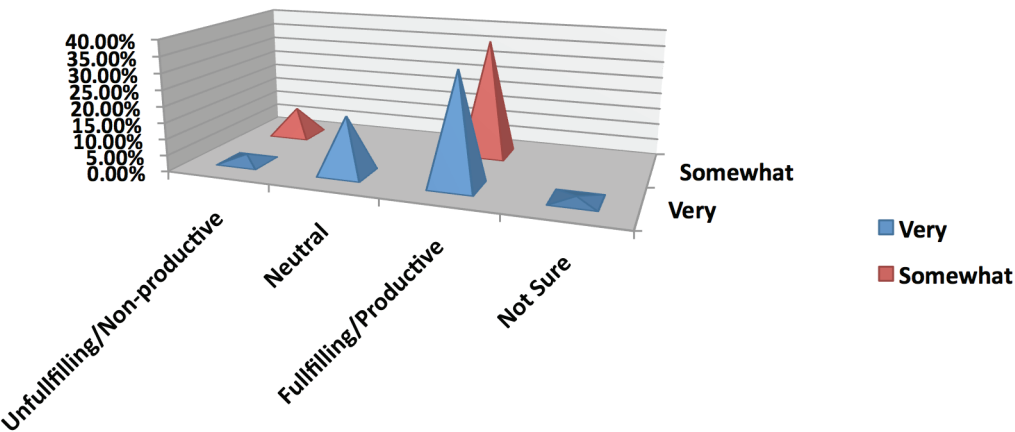 40.00%
35.00%
30.00%
25.00%
20.00%
15.00%
10.00%
5.00%
0.00%
Somewhat
Very
Unfullfilling/Non-productive
Neutral
Fullfilling/Productive
Not Sure
Very
Somewhat